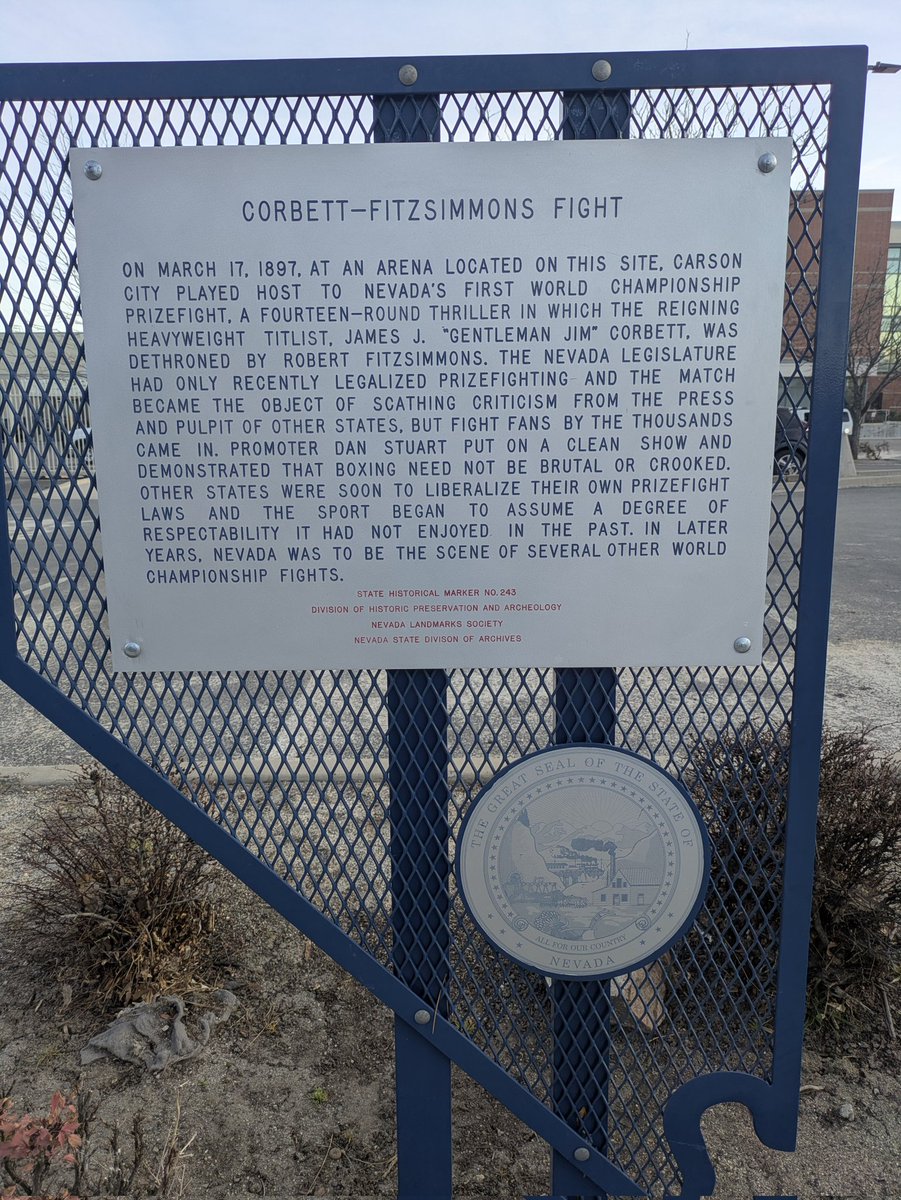 CORBETT—FITZSIMMONS FIGHT
ON MARCH 17, 1897, AT AN ARENA LOCATED ON THIS SITE, CARSON
CITY PLAYED HOST TO NEVADA'S FIRST WORLD CHAMPIONSHIP
PRIZEFIGHT, A FOURTEEN—ROUND THRILLER IN WHICH THE REIGNING
HEAVYWEIGHT TITLIST, JAMES J. "GENTLEMAN JIM" CORBETT, WAS
DETHRONED BY ROBERT FITZSIMMONS. THE NEVADA LEGISLATURE
HAD ONLY RECENTLY LEGALIZED PRIZEFIGHTING AND THE MATCH
BECAME THE OBJECT OF SCATHING CRITICISM FROM THE PRESS
AND PULPIT OF OTHER STATES, BUT FIGHT FANS BY THE THOUSANDS
CAME IN. PROMOTER DAN STUART PUT ON A CLEAN SHOW AND
DEMONSTRATED THAT BOXING NEED NOT BE BRUTAL OR CROOKED.
OTHER STATES WERE SOON TO LIBERALIZE THEIR OWN PRIZEFIGHT
LAWS AND THE SPORT BEGAN TO ASSUME A DEGREE OF
RESPECTABILITY IT HAD NOT ENJOYED IN THE PAST. IN LATER
YEARS, NEVADA WAS TO BE THE SCENE OF SEVERAL OTHER WORLD
CHAMPIONSHIP FIGHTS.
STATE HISTORICAL MARKER NO. 243
DIVISION OF HISTORIC PRESERVATION AND ARCHEOLOGY
NEVADA LANDMARKS SOCIETY
NEVADA STATE DIVISON OF ARCHIVES
THE GREAT SEAL OF THE STATE OF
ALL FOR OUR COUNTRY
NEVADA